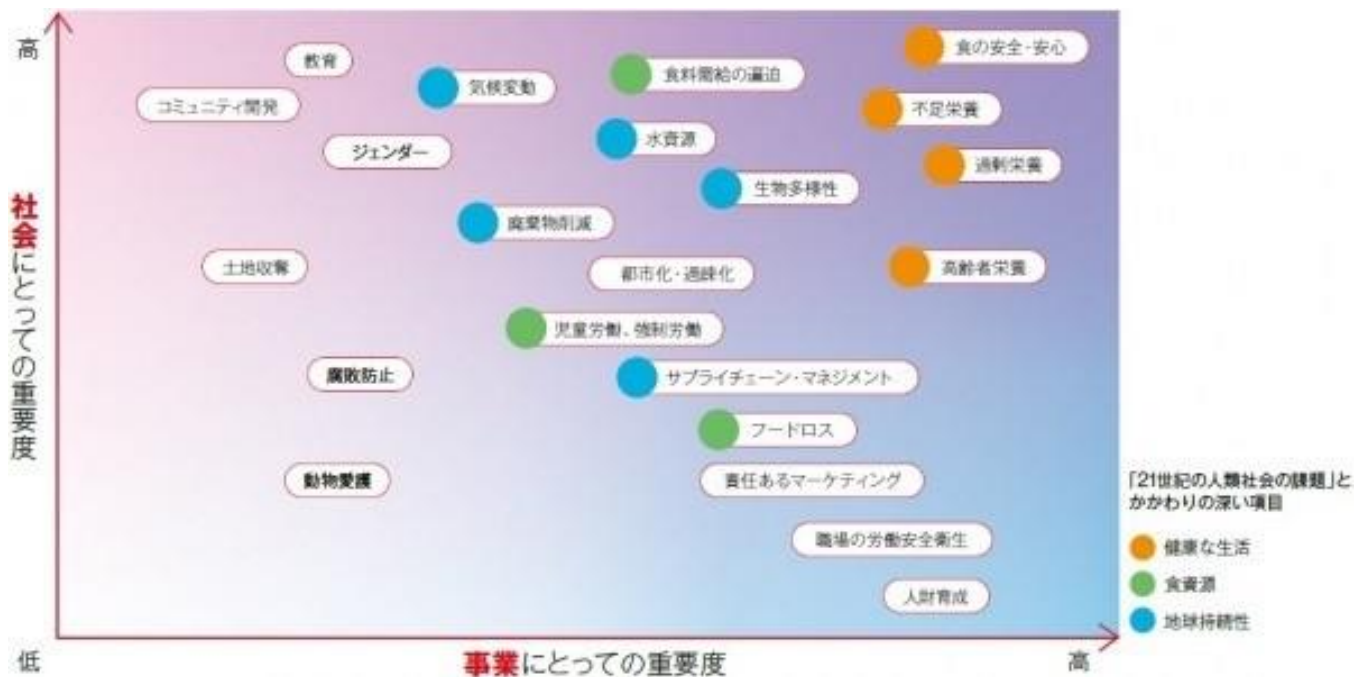 高
教育
食の安全・安心
気候変動
食料需給の逼迫
コミュニティ開発
不足栄養
ジェンダー
水資源
過剰栄養
生物多様性
廃棄物削減
土地収奪
都市化・過疎化
高齢者栄養
児童労働、強制労働
腐敗防止
サプライチェーン・マネジメント
フードロス
動物愛護
責任あるマーケティング
職場の労働安全衛生
人財育成
社会にとっての重要度
低
事業にとっての重要度
高
「21世紀の人類社会の課題」と
かかわりの深い項目
健康な生活
食資源
地球持続性